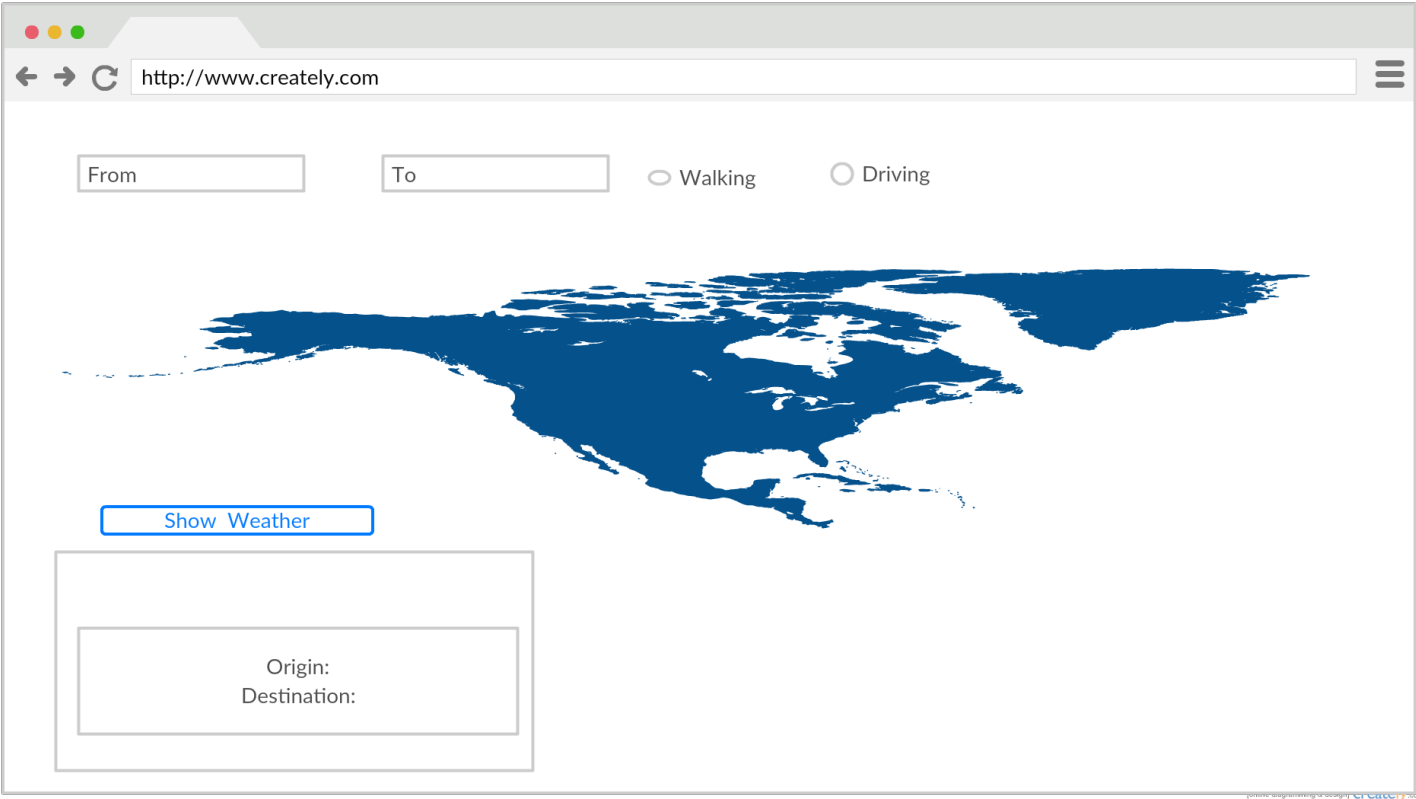 http://www.creately.com
From
To
Walking
Driving
Show Weather
Origin:
Destination: